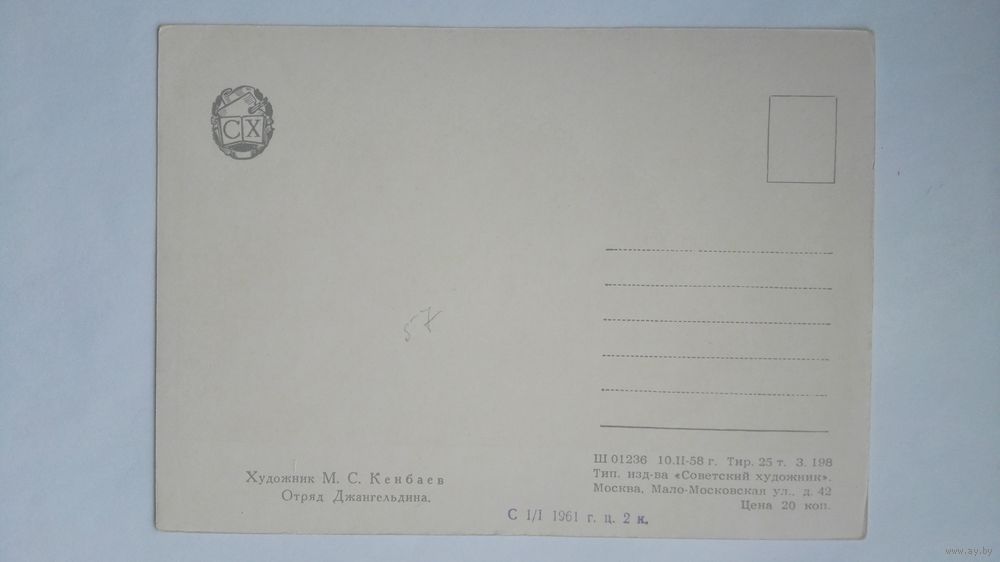 СХ
57
Художник М. С. Кенбаев
Отряд Джангельдина.
Ш 01236 10.II-58 г. Тир. 25 т. З. 198
Тип. изд-ва «Советский художник».
Москва, Мало-Московская ул., д. 42
Цена 20 коп.
С 1/I 1961 г. ц. 2 к.
www.ay.by